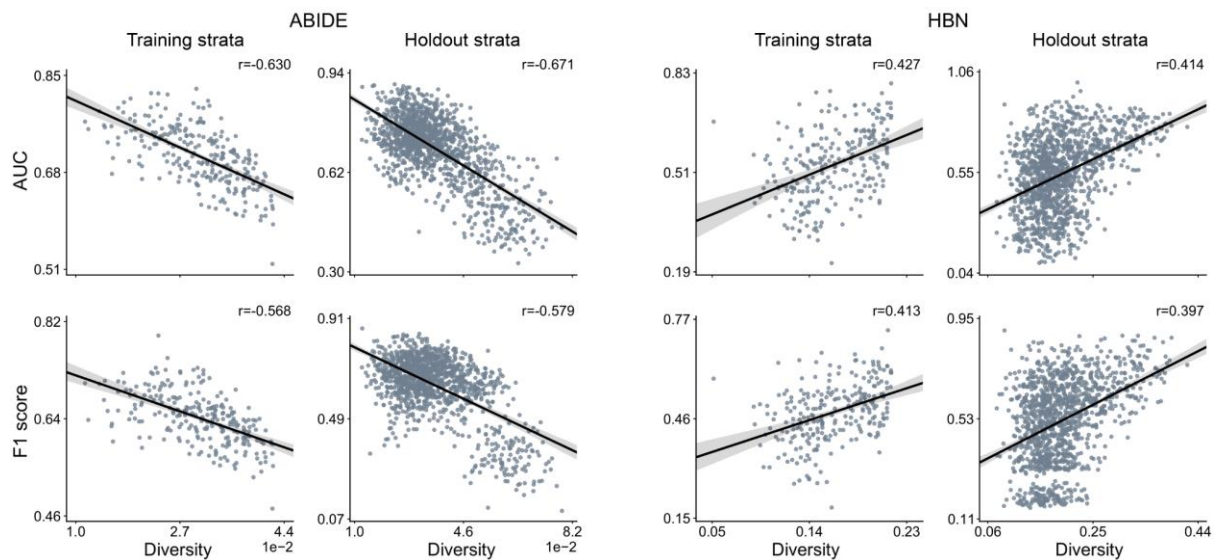 ABIDE
HBN
Training strata
Holdout strata
Training strata
Holdout strata
r=-0.630
r=-0.671
r=0.427
r=0.414
AUC
0.85
0.68
0.51
0.94
0.62
0.30
0.83
0.51
0.19
1.06
0.55
0.04
r=-0.568
r=-0.579
r=0.413
r=0.397
F1 score
0.82
0.64
0.46
0.91
0.49
0.07
0.77
0.46
0.15
0.95
0.53
0.11
1.0 2.7 4.4
1e-2
Diversity
1.0 4.6 8.2
1e-2
Diversity
0.05 0.14 0.23
Diversity
0.06 0.25 0.44
Diversity